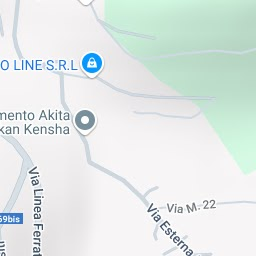 O LINE S.R.L
mento Akita
kan Kensha
Via Linea Ferrat
69bis
Via M. 22
Via Esterna